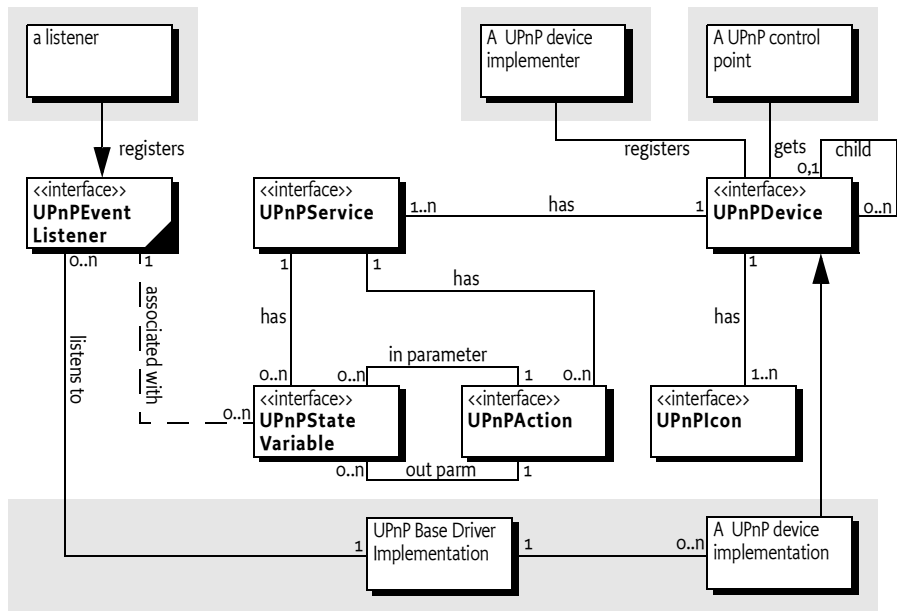 a listener
A UPnP device
implementer
A UPnP control
point
registers
registers
gets
child
0,1
<<interface>>
UPnPEvent
Listener
<<interface>>
UPnPService
1..n
has
1
<<interface>>
UPnPDevice
0..n
0..n
1
1
1
1
has
associated with
listens to
has
has
in parameter
0..n
0..n
1
0..n
1..n
0..n
<<interface>>
UPnPState
Variable
<<interface>>
UPnPAction
<<interface>>
UPnPIcon
0..n
out parm
1
UPnP Base Driver
Implementation
1
1
0..n
A UPnP device
implementation